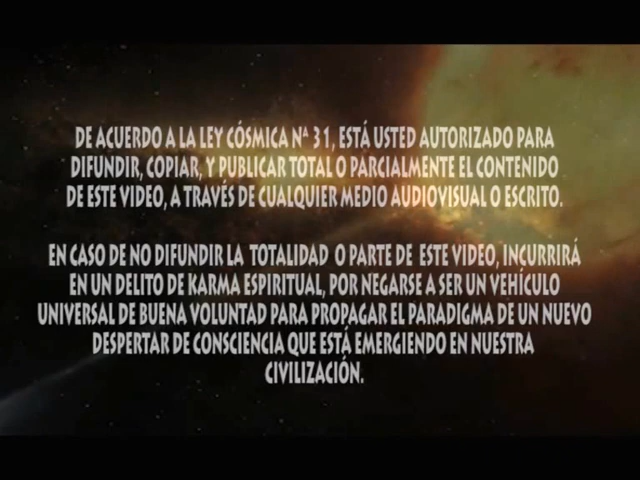 DE ACUERDO A LA LEY CÓSMICA Nª 31, ESTÁ USTED AUTORIZADO PARA
DIFUNDIR, COPIAR, Y PUBLICAR TOTAL O PARCIALMENTE EL CONTENIDO
DE ESTE VIDEO, A TRAVÉS DE CUALQUIER MEDIO AUDIOVISUAL O ESCRITO.
EN CASO DE NO DIFUNDIR LA TOTALIDAD O PARTE DE ESTE VIDEO, INCURRIRÁ
EN UN DELITO DE KARMA ESPIRITUAL, POR NEGARSE A SER UN VEHÍCULO
UNIVERSAL DE BUENA VOLUNTAD PARA PROPAGAR EL PARADIGMA DE UN NUEVO
DESPERTAR DE CONSCIENCIA QUE ESTÁ EMERGIENDO EN NUESTRA
CIVILIZACIÓN.